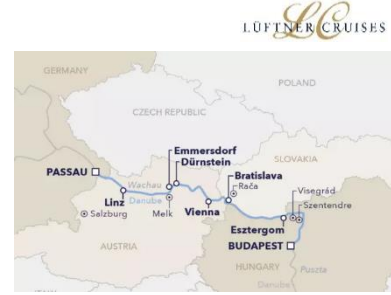 LC
LÜFTNER CRUISES
GERMANY
POLAND
CZECH REPUBLIC
Emmersdorf
Dürnstein
SLOVAKIA
PASSAU
Bratislava
Wachau
Rača
Visegrád
Linz
Danube
Szentendre
Salzburg
Melk
Vienna
Esztergom
AUSTRIA
BUDAPEST
HUNGARY
Puszta
Danube